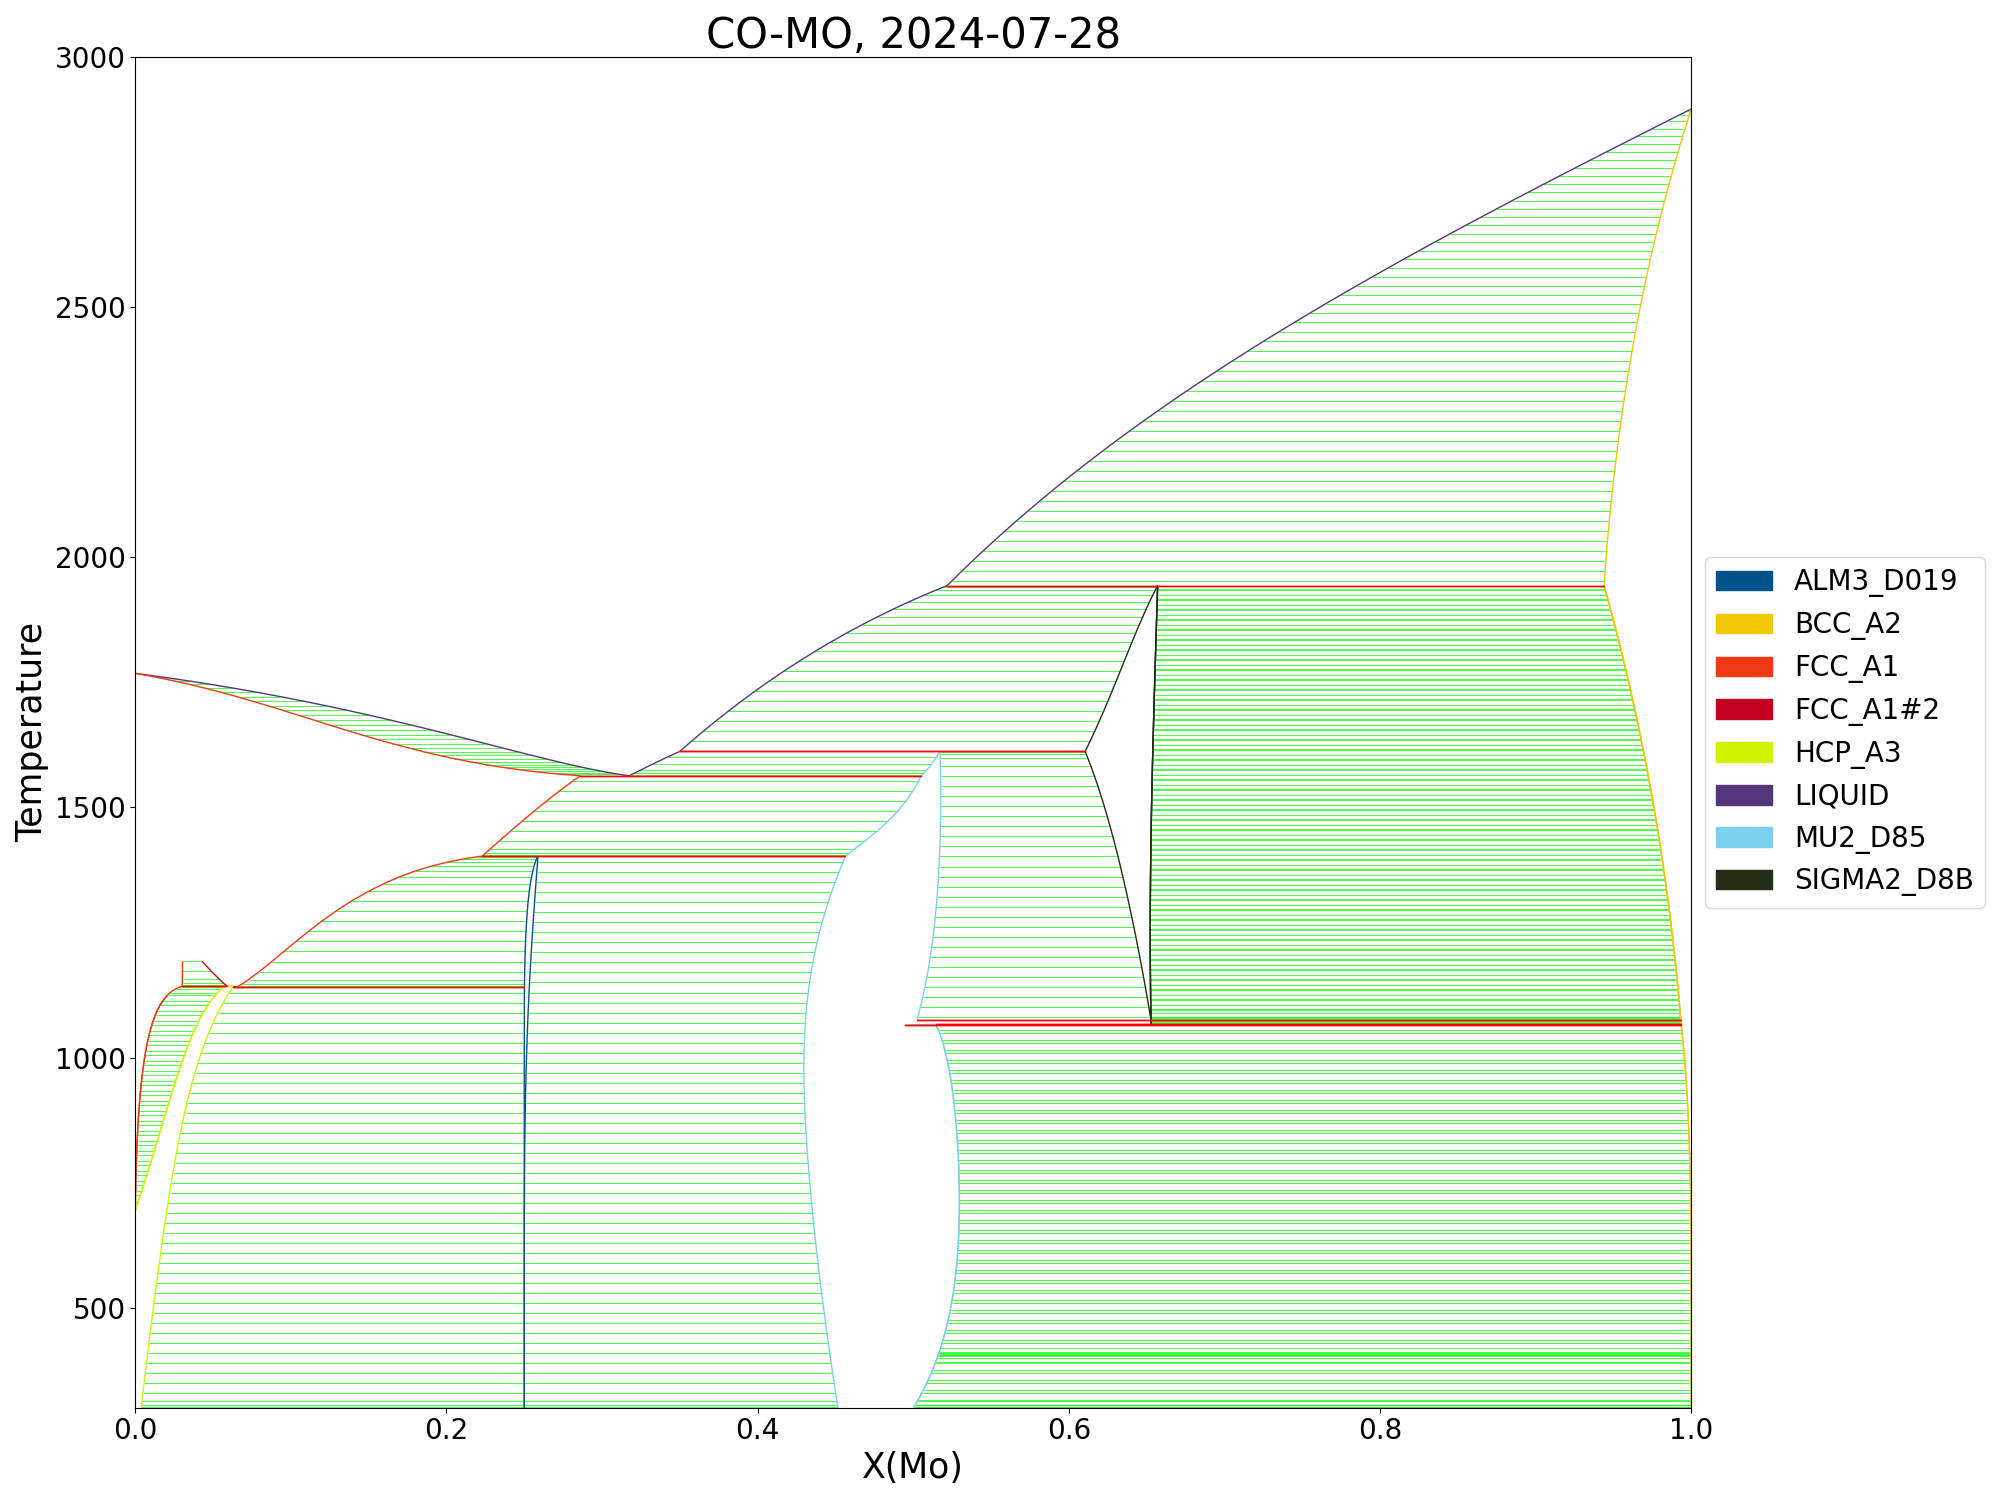 CO-MO, 2024-07-28
3000
2500
2000
1500
1000
500
Temperature
0.0 0.2 0.4 0.6 0.8 1.0
X(Mo)
ALM3_D019
BCC_A2
FCC_A1
FCC_A1#2
HCP_A3
LIQUID
MU2_D85
SIGMA2_D8B